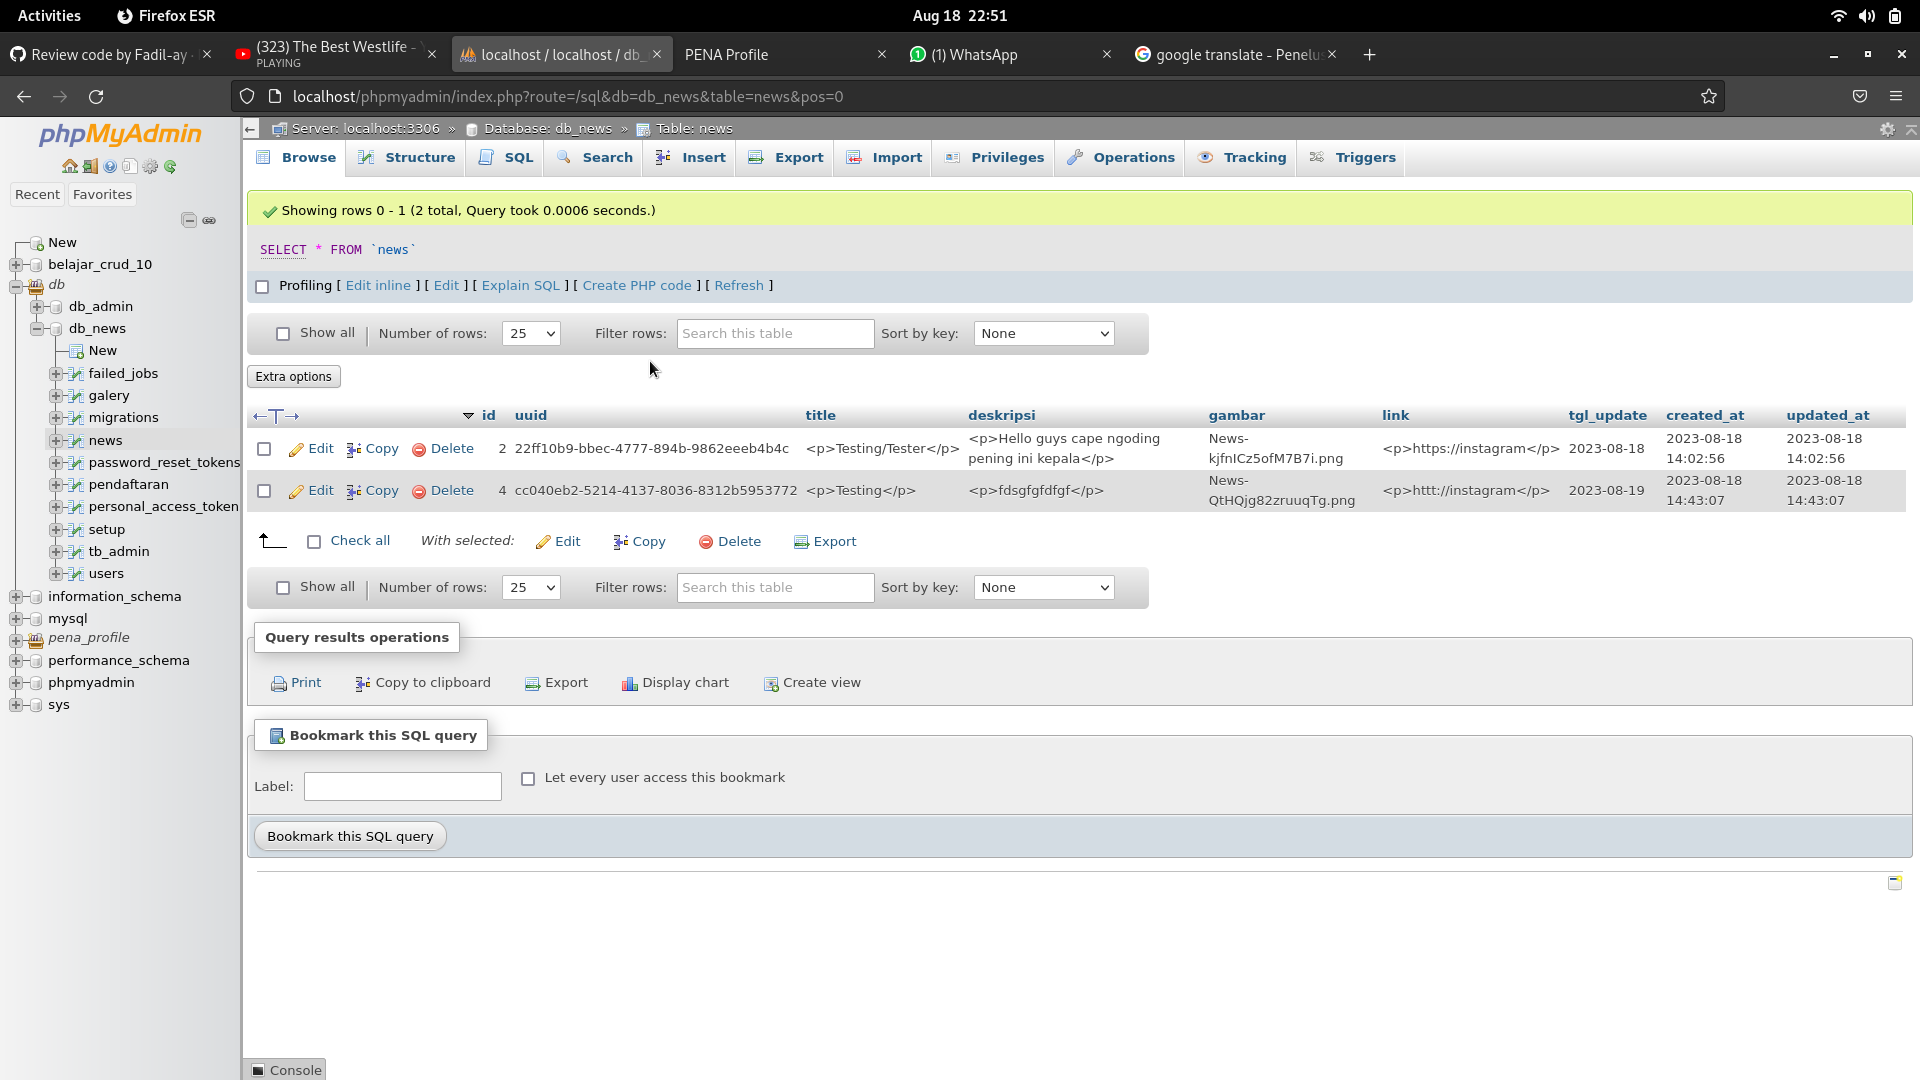 Activities Firefox ESR Aug 18 22:51
Review code by Fadil-ay · (323) The Best Westlife - localhost / localhost / db_ PENA Profile (1) WhatsApp google translate - Penelus
PLAYING
localhost/phpmyadmin/index.php?route=/sql&db=db_news&table=news&pos=0
phpMyAdmin
Recent Favorites
New
belajar_crud_10
db
db_admin
db_news
New
failed_jobs
galery
migrations
news
password_reset_tokens
pendaftaran
personal_access_token
setup
tb_admin
users
information_schema
mysql
pena_profile
performance_schema
phpmyadmin
sys
Server: localhost:3306 » Database: db_news » Table: news
Browse Structure SQL Search Insert Export Import Privileges Operations Tracking Triggers
Showing rows 0 - 1 (2 total, Query took 0.0006 seconds.)
SELECT * FROM `news`
Profiling [ Edit inline ] [ Edit ] [ Explain SQL ] [ Create PHP code ] [ Refresh ]
Show all Number of rows: 25 Filter rows: Search this table Sort by key: None
Extra options
id uuid title deskripsi gambar link tgl_update created_at updated_at
Edit Copy Delete 2 22ff10b9-bbec-4777-894b-9862eeeb4b4c <p>Testing/Tester</p> <p>Hello guys cape ngoding News- <p>https://instagram</p> 2023-08-18 2023-08-18 2023-08-18
pening ini kepala</p> kjfnICz5ofM7B7i.png 14:02:56 14:02:56
Edit Copy Delete 4 cc040eb2-5214-4137-8036-8312b5953772 <p>Testing</p> <p>fdsgfgfdfgf</p> News- <p>httt://instagram</p> 2023-08-19 2023-08-18 2023-08-18
QtHQjg82zruuqTg.png 14:43:07 14:43:07
Check all With selected: Edit Copy Delete Export
Show all Number of rows: 25 Filter rows: Search this table Sort by key: None
Query results operations
Print Copy to clipboard Export Display chart Create view
Bookmark this SQL query
Label: Let every user access this bookmark
Bookmark this SQL query
Console